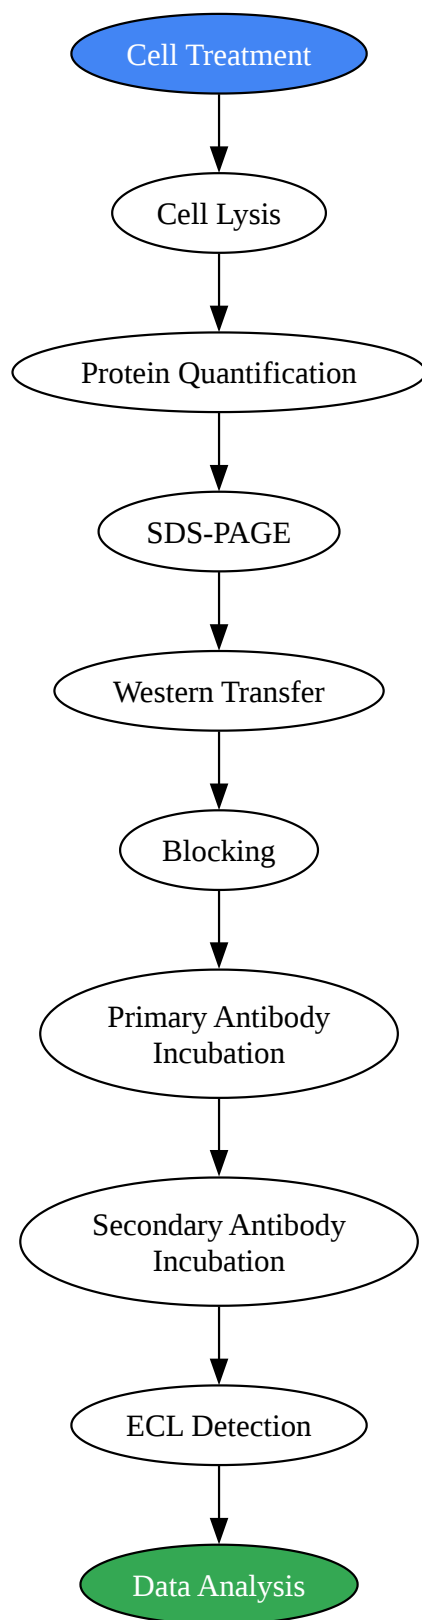 Cell Treatment
Cell Lysis
Protein Quantification
SDS-PAGE
Western Transfer
Blocking
Primary Antibody
Incubation
Secondary Antibody
Incubation
ECL Detection
Data Analysis